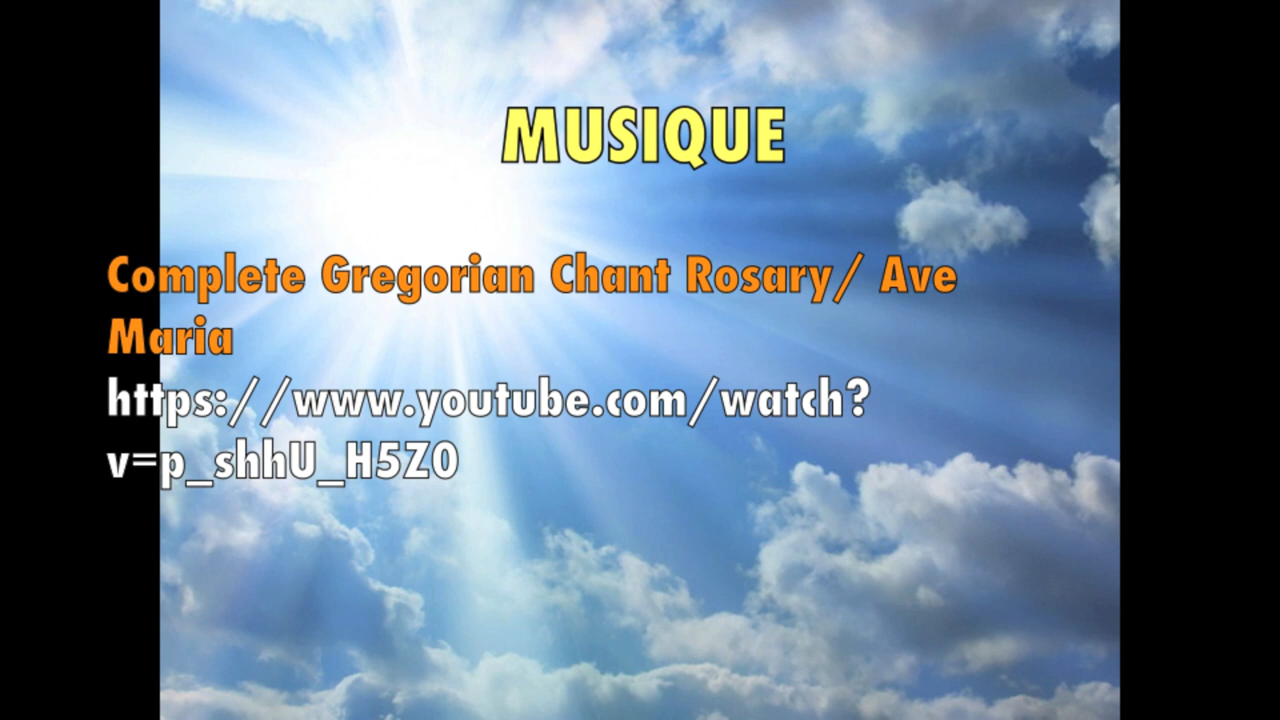 MUSIQUE
Complete Gregorian Chant Rosary/ Ave
Maria
https://www.youtube.com/watch?
v=p_shhU_H5Z0